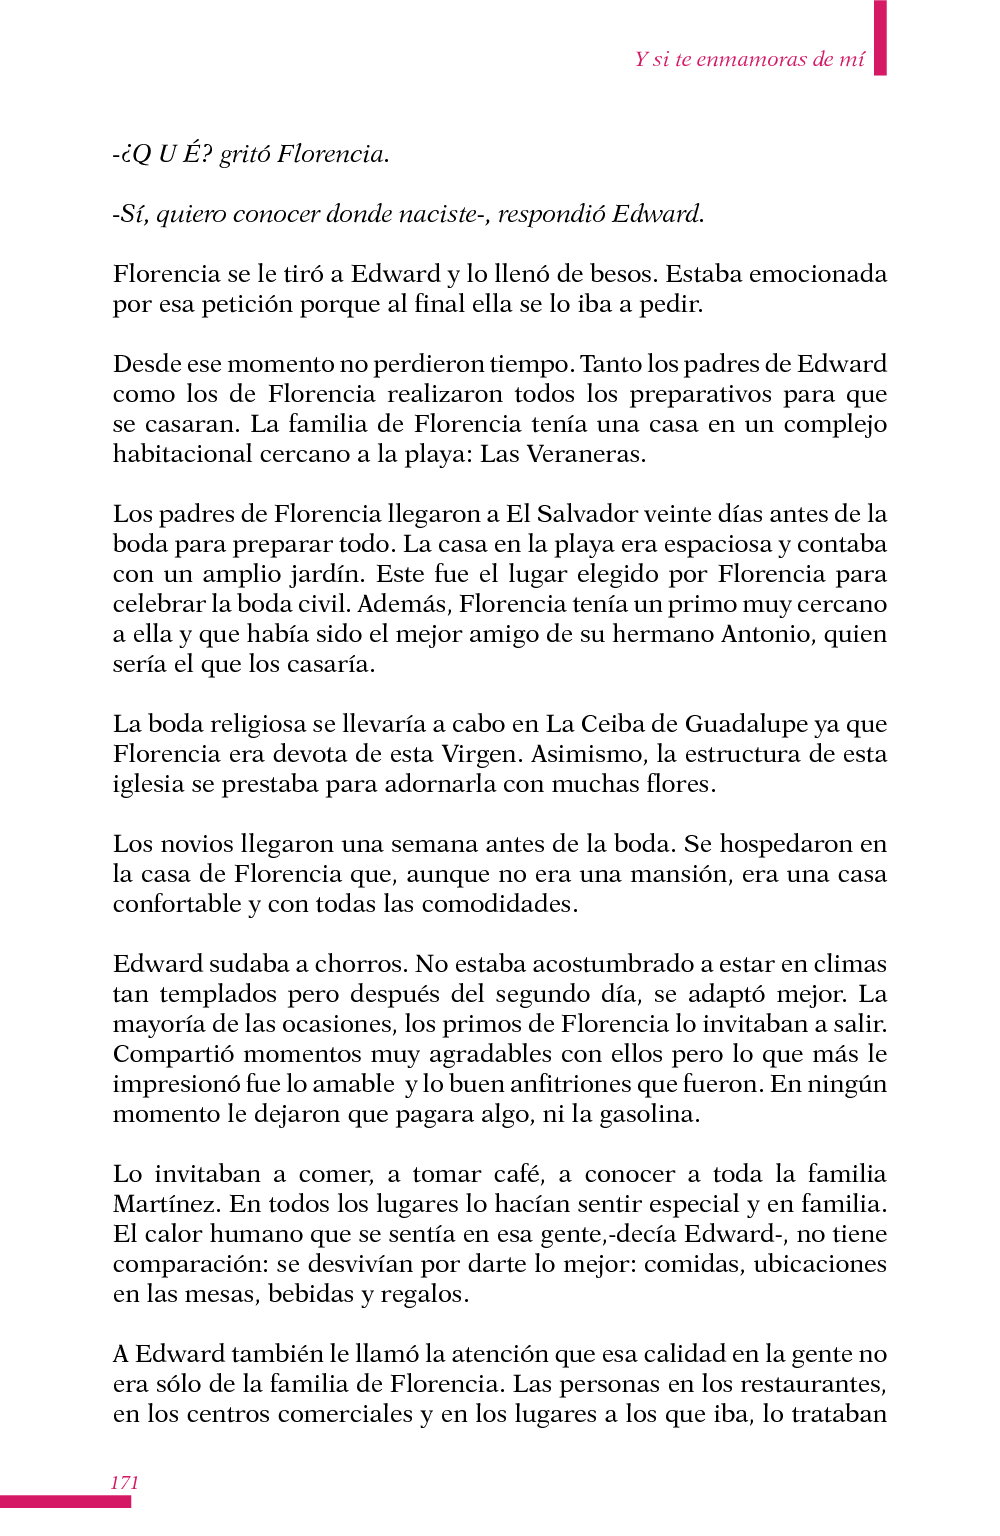 Y si te enmamoras de mí
-¿Q U É? gritó Florencia.
-Sí, quiero conocer donde naciste-, respondió Edward.
Florencia se le tiró a Edward y lo llenó de besos. Estaba emocionada
por esa petición porque al final ella se lo iba a pedir.
Desde ese momento no perdieron tiempo. Tanto los padres de Edward
como los de Florencia realizaron todos los preparativos para que
se casaran. La familia de Florencia tenía una casa en un complejo
habitacional cercano a la playa: Las Veraneras.
Los padres de Florencia llegaron a El Salvador veinte días antes de la
boda para preparar todo. La casa en la playa era espaciosa y contaba
con un amplio jardín. Este fue el lugar elegido por Florencia para
celebrar la boda civil. Además, Florencia tenía un primo muy cercano
a ella y que había sido el mejor amigo de su hermano Antonio, quien
sería el que los casaría.
La boda religiosa se llevaría a cabo en La Ceiba de Guadalupe ya que
Florencia era devota de esta Virgen. Asimismo, la estructura de esta
iglesia se prestaba para adornarla con muchas flores.
Los novios llegaron una semana antes de la boda. Se hospedaron en
la casa de Florencia que, aunque no era una mansión, era una casa
confortable y con todas las comodidades.
Edward sudaba a chorros. No estaba acostumbrado a estar en climas
tan templados pero después del segundo día, se adaptó mejor. La
mayoría de las ocasiones, los primos de Florencia lo invitaban a salir.
Compartió momentos muy agradables con ellos pero lo que más le
impresionó fue lo amable  y lo buen anfitriones que fueron. En ningún
momento le dejaron que pagara algo, ni la gasolina.
Lo invitaban a comer, a tomar café, a conocer a toda la familia
Martínez. En todos los lugares lo hacían sentir especial y en familia.
El calor humano que se sentía en esa gente,-decía Edward-, no tiene
comparación: se desvivían por darte lo mejor: comidas, ubicaciones
en las mesas, bebidas y regalos.
A Edward también le llamó la atención que esa calidad en la gente no
era sólo de la familia de Florencia. Las personas en los restaurantes,
en los centros comerciales y en los lugares a los que iba, lo trataban
171